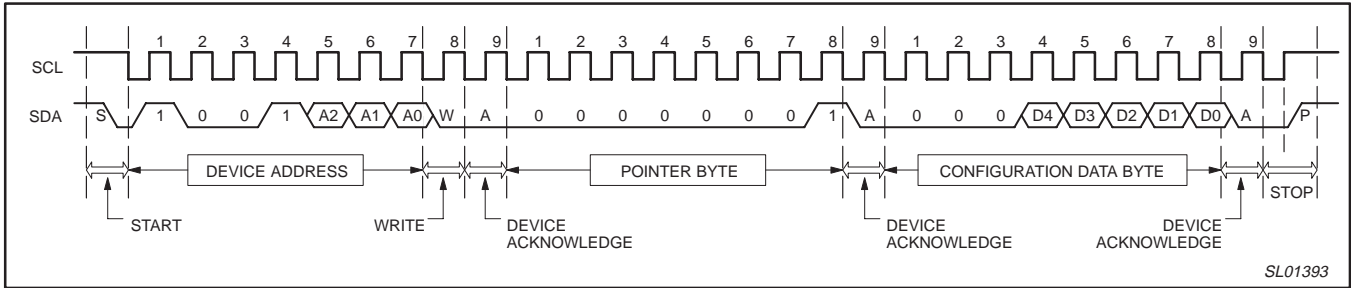 1 2 3 4 5 6 7 8 9 1 2 3 4 5 6 7 8 9 1 2 3 4 5 6 7 8 9
SCL
SDA S 1 0 0 1 A2 A1 A0 W A 0 0 0 0 0 0 0 1 A 0 0 0 D4 D3 D2 D1 D0 A P
DEVICE ADDRESS POINTER BYTE CONFIGURATION DATA BYTE
STOP
START WRITE DEVICE ACKNOWLEDGE DEVICE ACKNOWLEDGE DEVICE ACKNOWLEDGE
SL01393